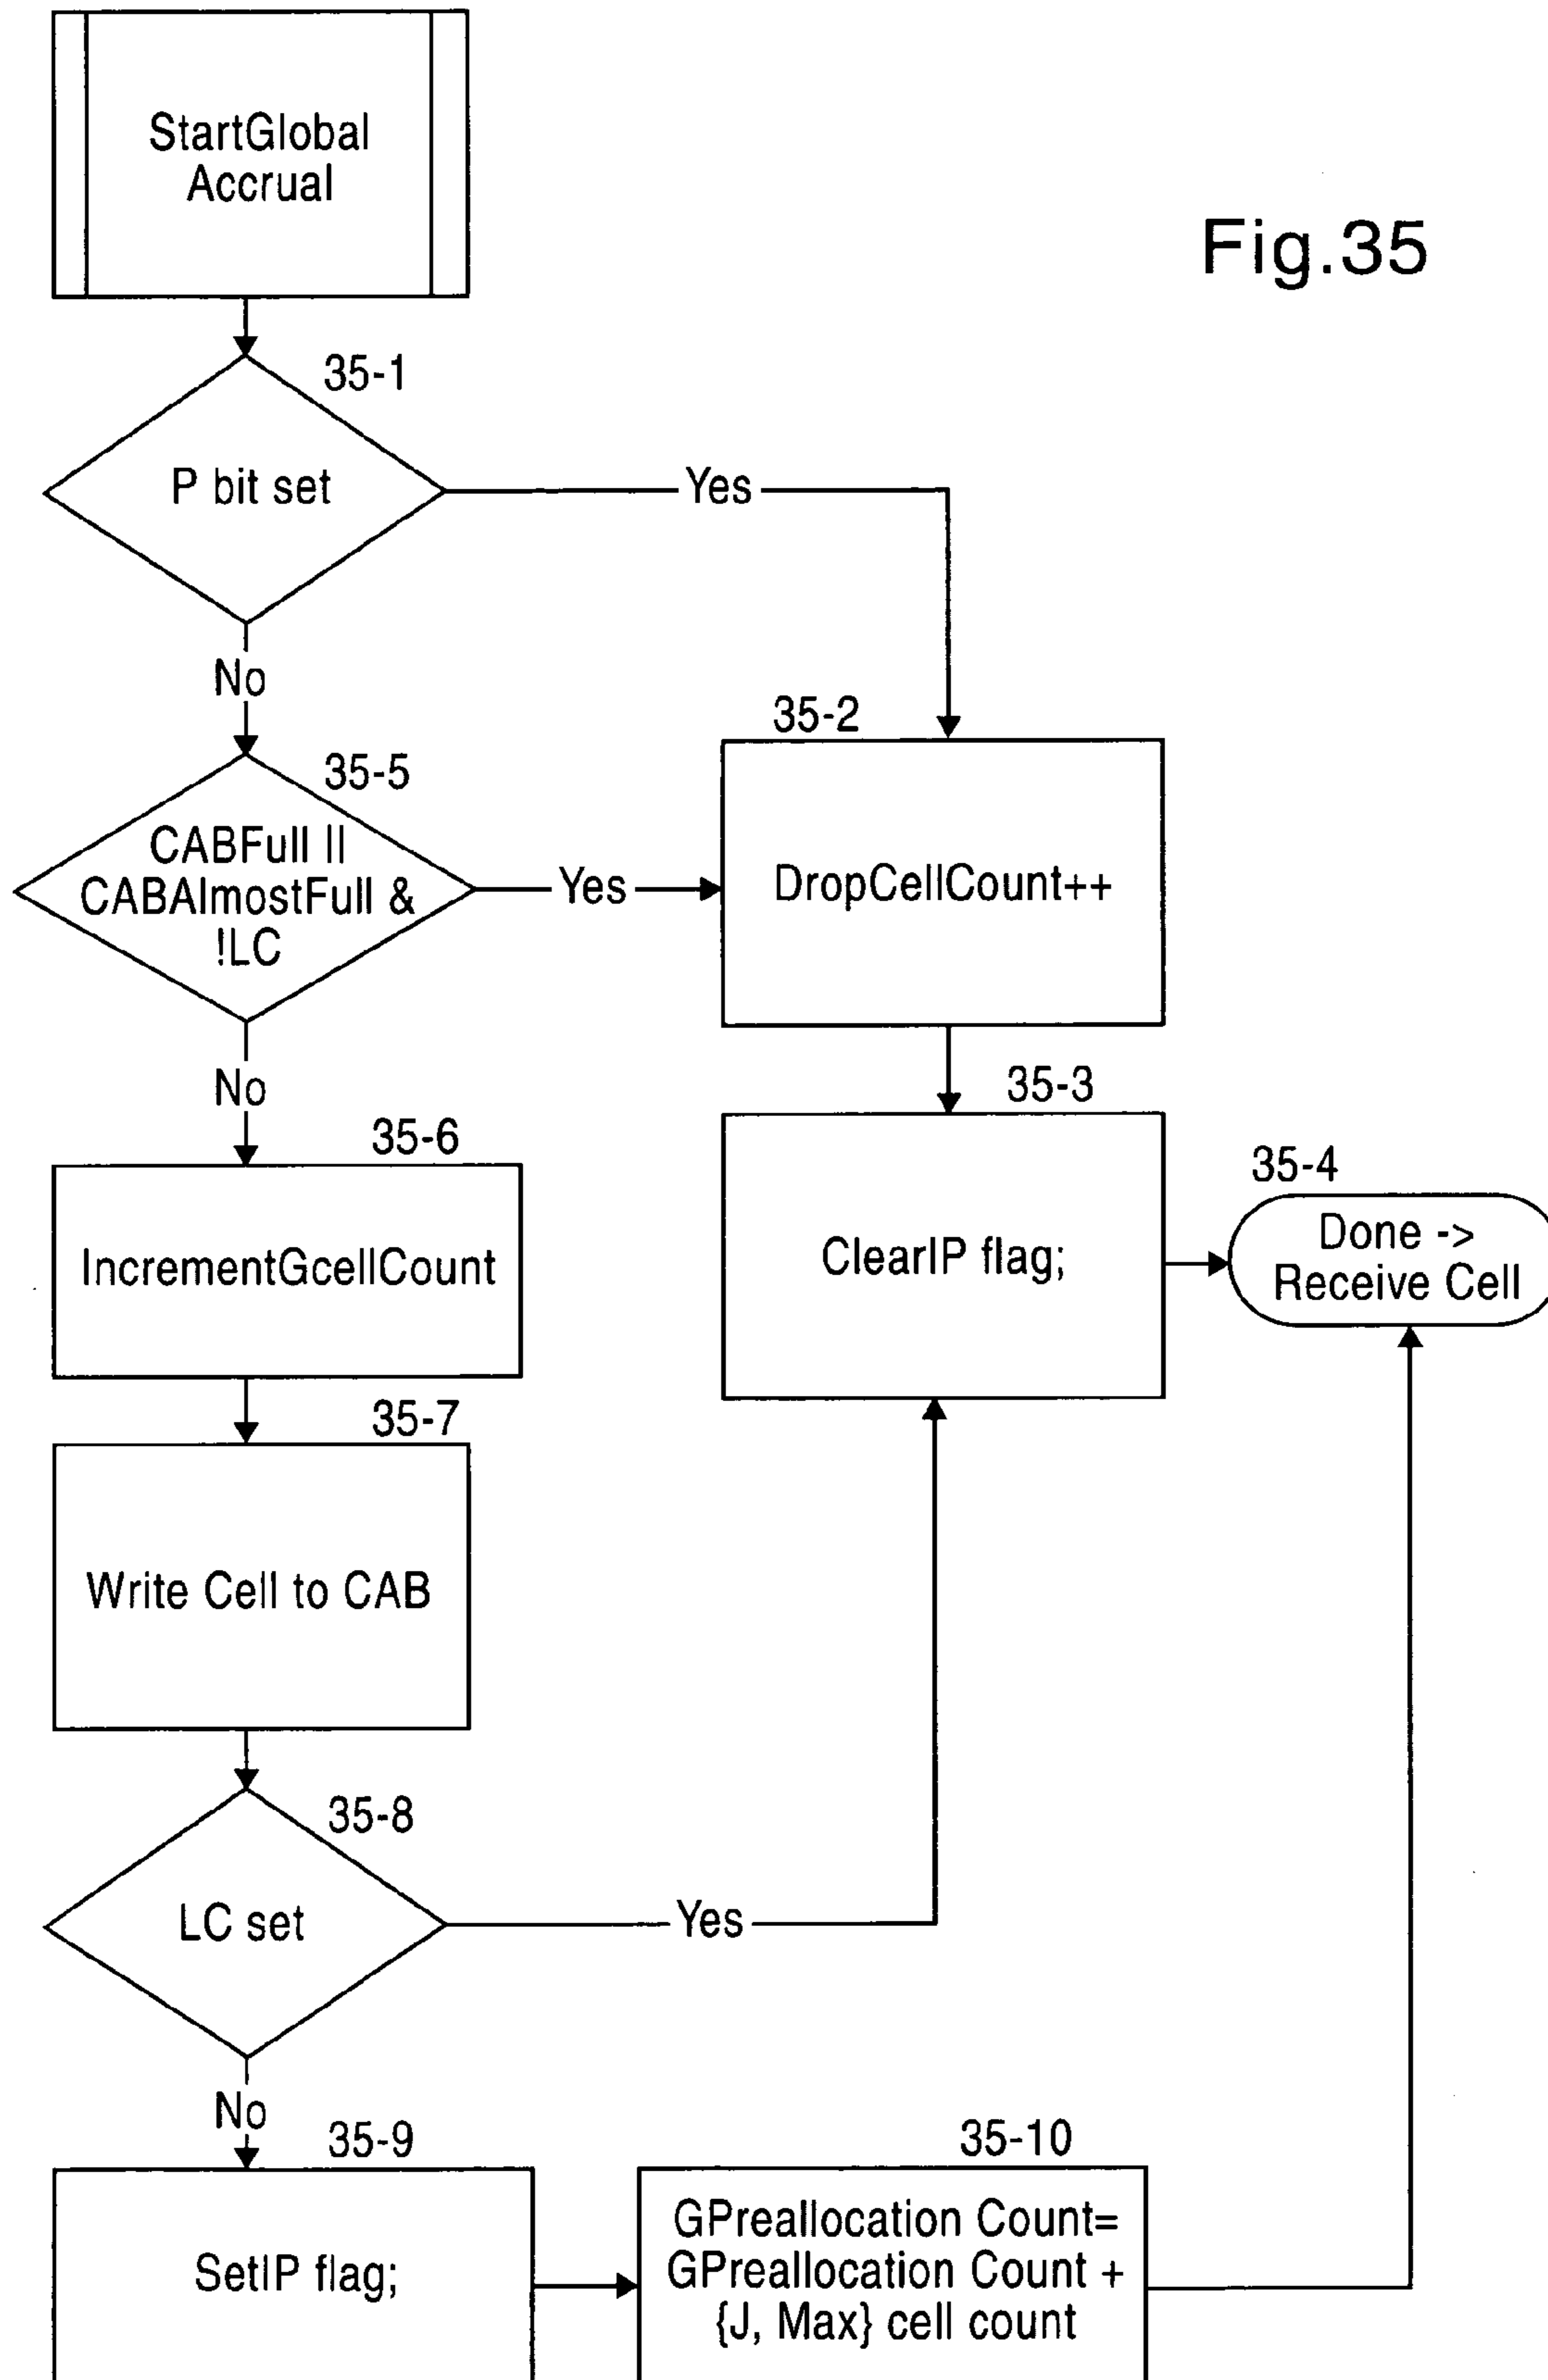 StartGlobal
Accrual
Fig.35
35-1
P bit set
Yes
No
35-2
35-5
CABFull ||
CABAlmostFull &
!LC
Yes
DropCellCount++
No
35-3
35-6
35-4
IncrementGcellCount
ClearIP flag;
Done ->
Receive Cell
35-7
Write Cell to CAB
35-8
LC set
Yes
No
35-9
35-10
SetIP flag;
GPreallocation Count=
GPreallocation Count +
{J, Max} cell count